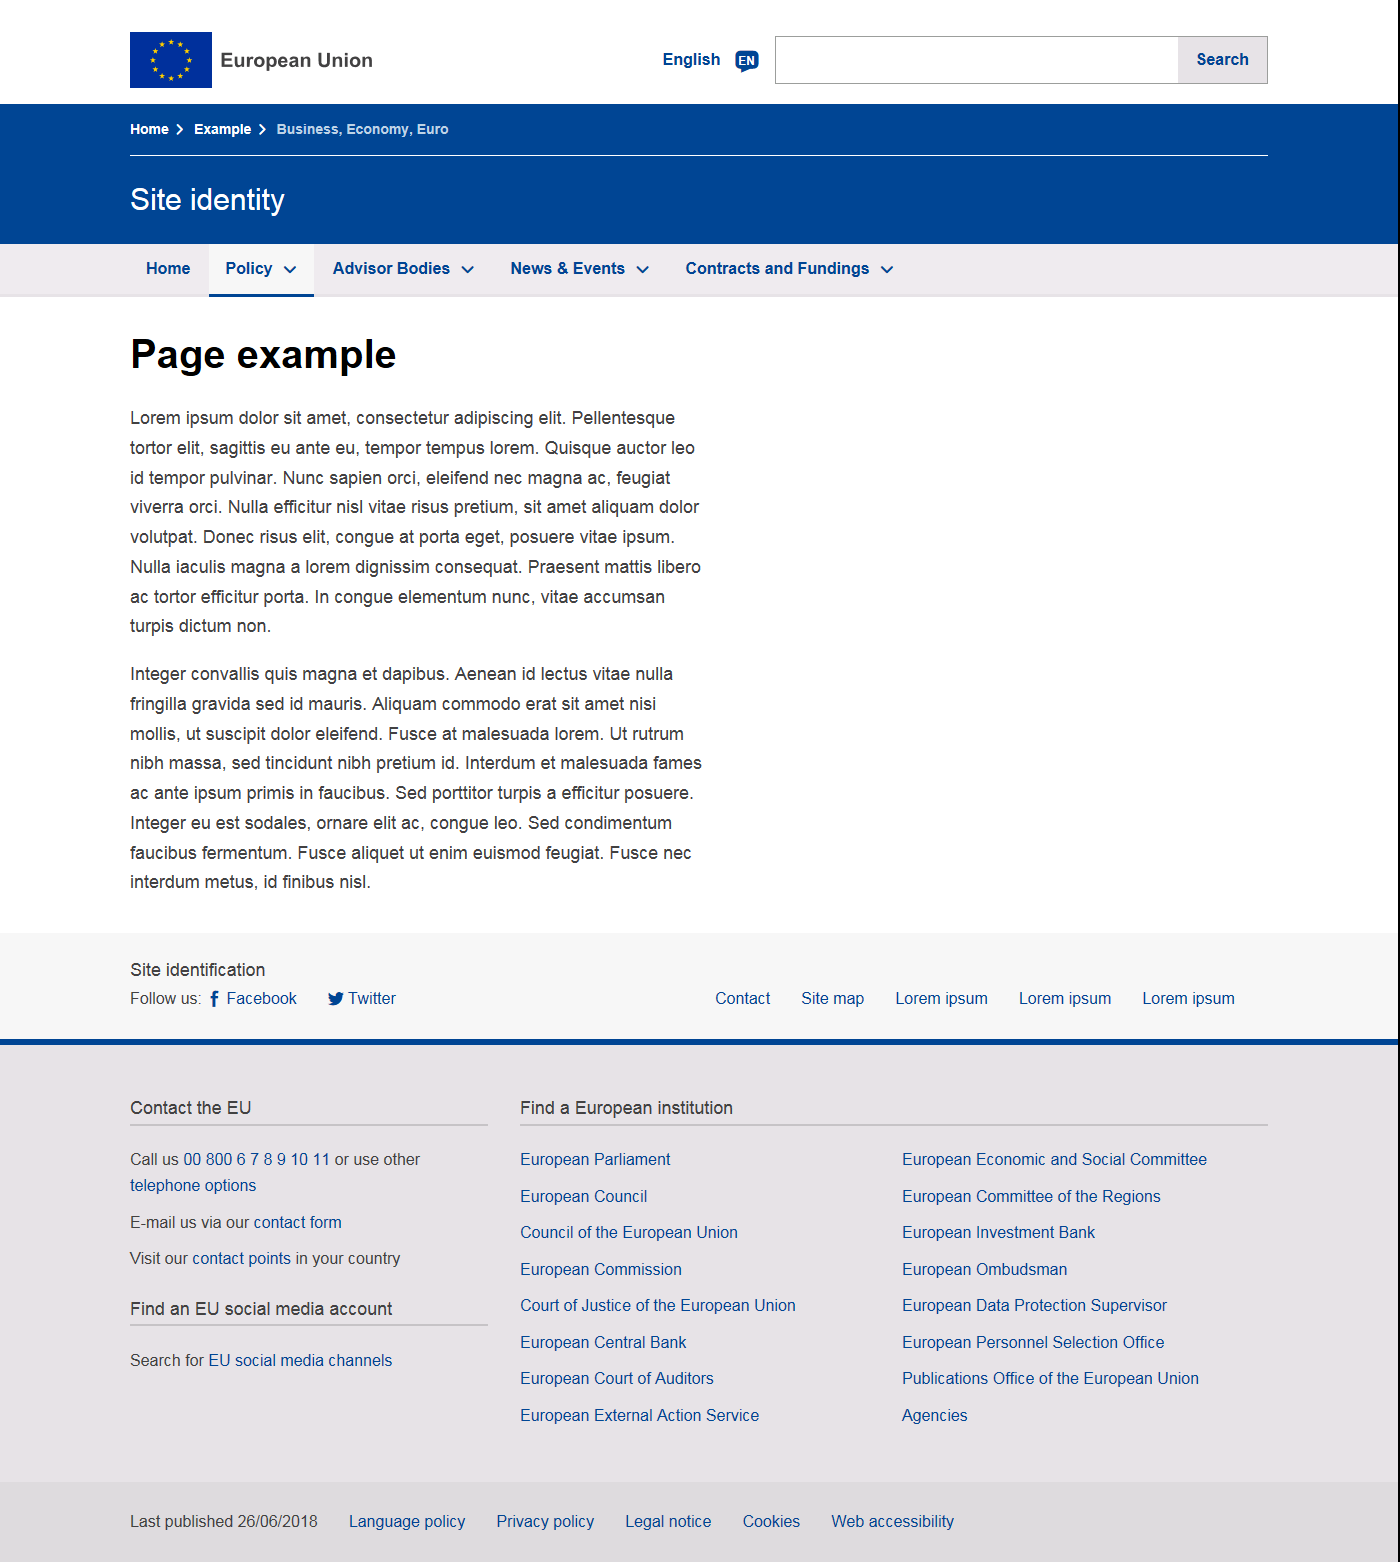 European Union
English EN Search
Home Example Business, Economy, Euro
Site identity
Home Policy Advisor Bodies News & Events Contracts and Fundings
Page example
Lorem ipsum dolor sit amet, consectetur adipiscing elit. Pellentesque
tortor elit, sagittis eu ante eu, tempor tempus lorem. Quisque auctor leo
id tempor pulvinar. Nunc sapien orci, eleifend nec magna ac, feugiat
viverra orci. Nulla efficitur nisl vitae risus pretium, sit amet aliquam dolor
volutpat. Donec risus elit, congue at porta eget, posuere vitae ipsum.
Nulla iaculis magna a lorem dignissim consequat. Praesent mattis libero
ac tortor efficitur porta. In congue elementum nunc, vitae accumsan
turpis dictum non.
Integer convallis quis magna et dapibus. Aenean id lectus vitae nulla
fringilla gravida sed id mauris. Aliquam commodo erat sit amet nisi
mollis, ut suscipit dolor eleifend. Fusce at malesuada lorem. Ut rutrum
nibh massa, sed tincidunt nibh pretium id. Interdum et malesuada fames
ac ante ipsum primis in faucibus. Sed porttitor turpis a efficitur posuere.
Integer eu est sodales, ornare elit ac, congue leo. Sed condimentum
faucibus fermentum. Fusce aliquet ut enim euismod feugiat. Fusce nec
interdum metus, id finibus nisl.
Site identification
Follow us: Facebook Twitter
Contact Site map Lorem ipsum Lorem ipsum Lorem ipsum
Contact the EU
Call us 00 800 6 7 8 9 10 11 or use other
telephone options
E-mail us via our contact form
Visit our contact points in your country
Find an EU social media account
Search for EU social media channels
Find a European institution
European Parliament
European Council
Council of the European Union
European Commission
Court of Justice of the European Union
European Central Bank
European Court of Auditors
European External Action Service
European Economic and Social Committee
European Committee of the Regions
European Investment Bank
European Ombudsman
European Data Protection Supervisor
European Personnel Selection Office
Publications Office of the European Union
Agencies
Last published 26/06/2018 Language policy Privacy policy Legal notice Cookies Web accessibility